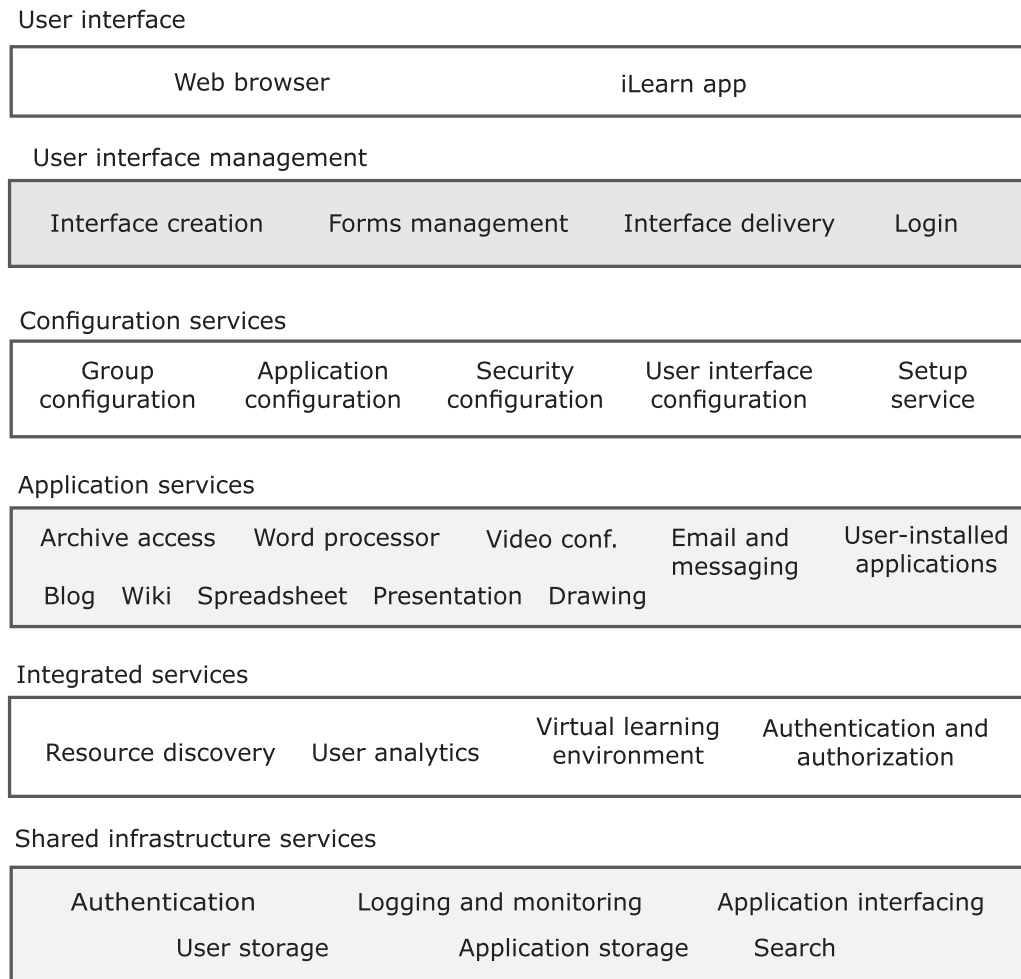 User interface
Web browser iLearn app
User interface management
Interface creation Forms management Interface delivery Login
Configuration services
Group Application Security User interface Setup
configuration configuration configuration configuration service
Application services
Archive access Word processor Video conf. Email and User-installed
messaging applications
Blog Wiki Spreadsheet Presentation Drawing
Integrated services
Virtual learning Authentication and
Resource discovery User analytics environment authorization
Shared infrastructure services
Authentication Logging and monitoring Application interfacing
User storage Application storage Search